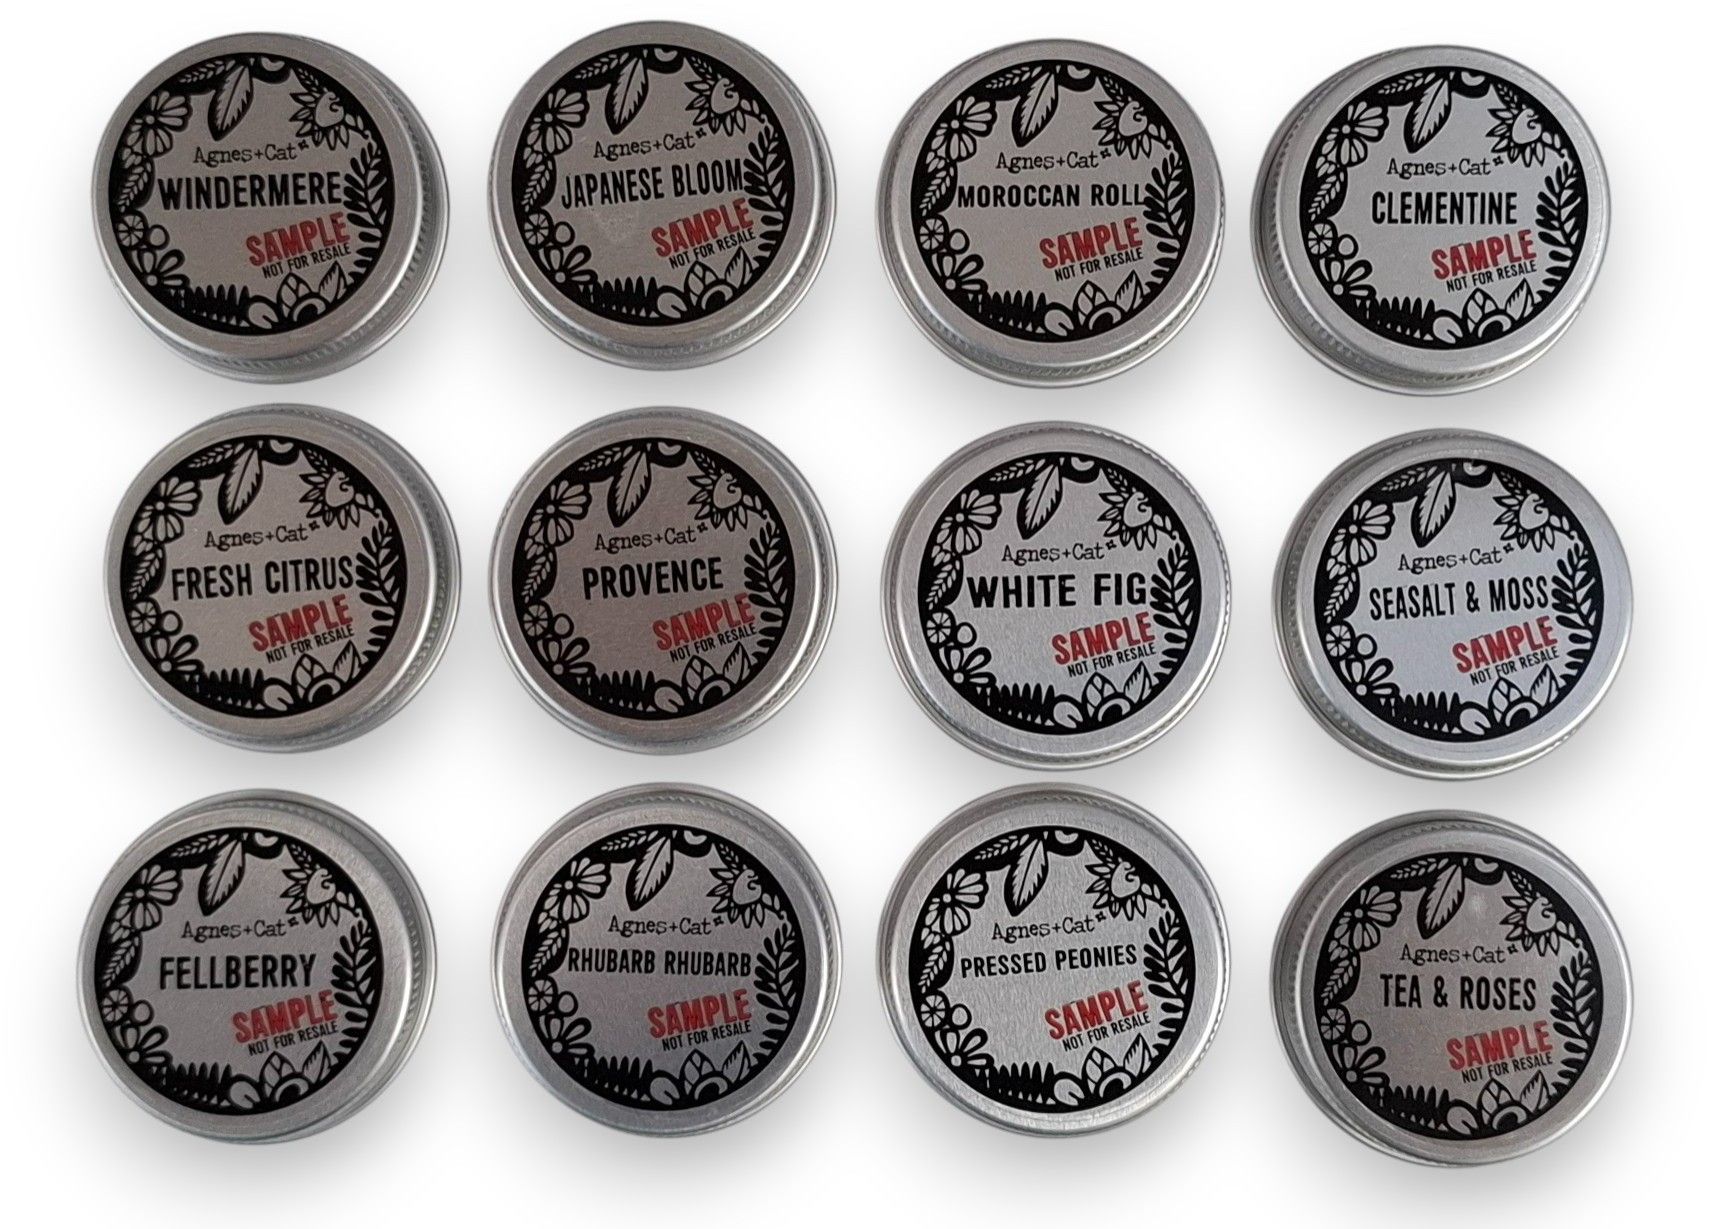 Agnes+Cat
WINDERMERE
SAMPLE
NOT FOR RESALE
Agnes+Cat
JAPANESE BLOOM
SAMPLE
NOT FOR RESALE
Agnes+Cat
MOROCCAN ROLL
SAMPLE
NOT FOR RESALE
Agnes+Cat
CLEMENTINE
SAMPLE
NOT FOR RESALE
Agnes+Cat
FRESH CITRUS
SAMPLE
NOT FOR RESALE
Agnes+Cat
PROVENCE
SAMPLE
NOT FOR RESALE
Agnes+Cat
WHITE FIG
SAMPLE
NOT FOR RESALE
Agnes+Cat
SEASALT & MOSS
SAMPLE
NOT FOR RESALE
Agnes+Cat
FELLBERRY
SAMPLE
NOT FOR RESALE
Agnes+Cat
RHUBARB RHUBARB
SAMPLE
NOT FOR RESALE
Agnes+Cat
PRESSED PEONIES
SAMPLE
NOT FOR RESALE
Agnes+Cat
TEA & ROSES
SAMPLE
NOT FOR RESALE